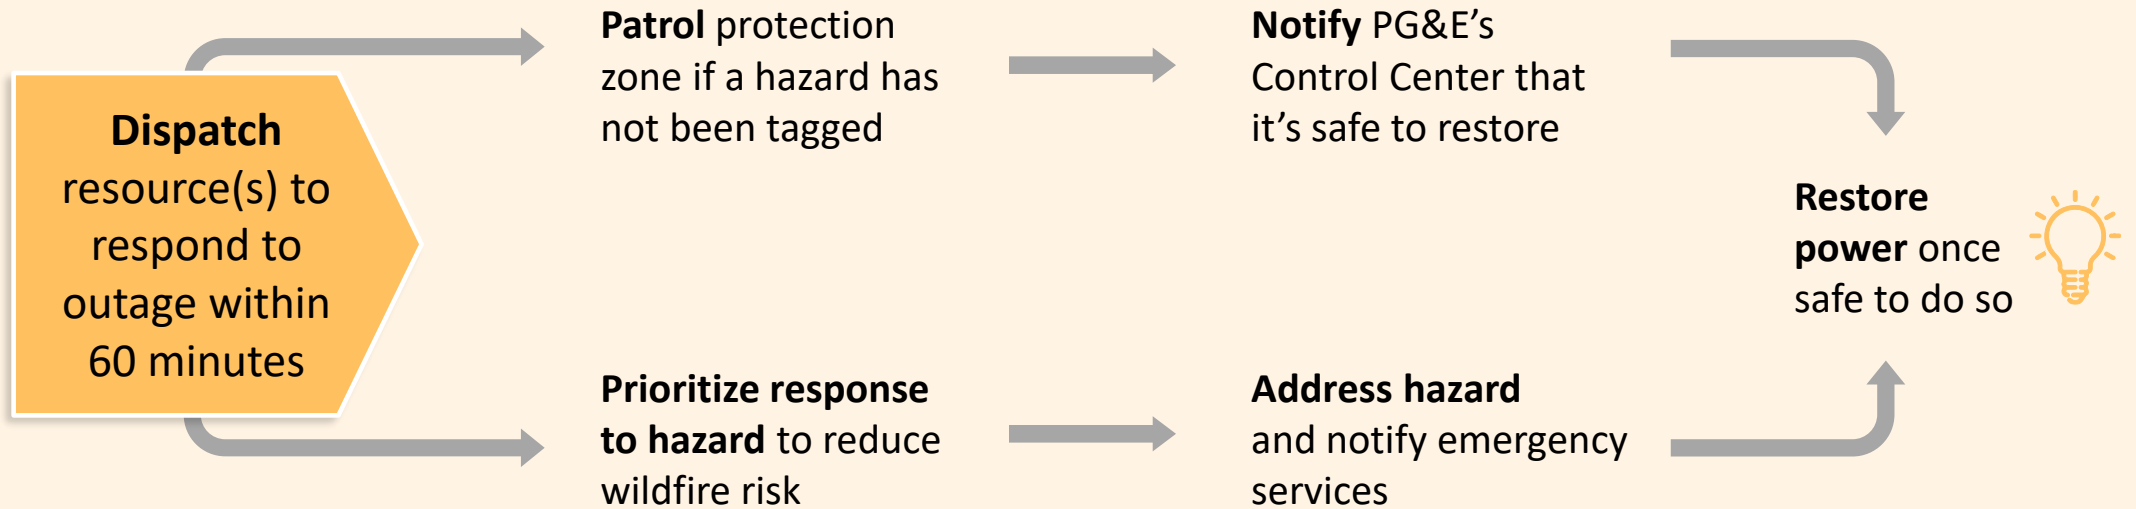 Dispatch
resource(s) to
respond to
outage within
60 minutes
Patrol protection
zone if a hazard has
not been tagged
Notify PG&E’s
Control Center that
it’s safe to restore
Prioritize response
to hazard to reduce
wildfire risk
Address hazard
and notify emergency
services
Restore
power once
safe to do so